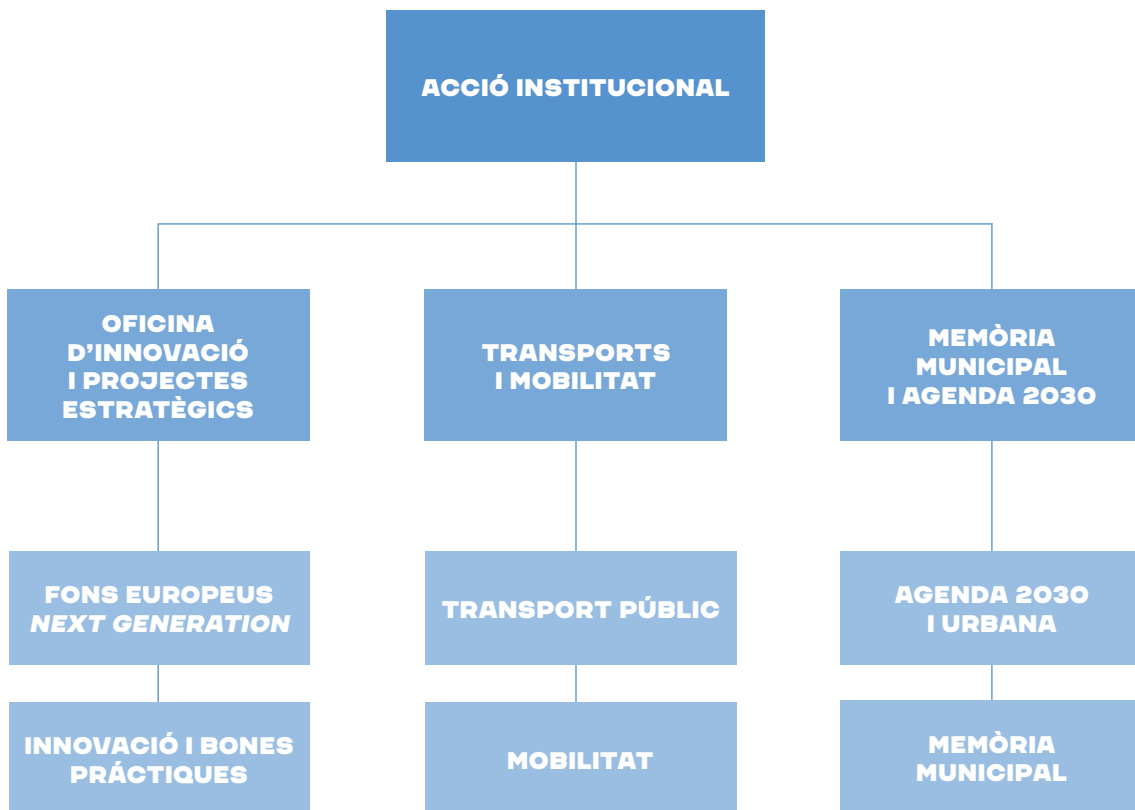 ACCIÓ INSTITUCIONAL
OFICINA
D'INNOVACIÓ
I PROJECTES
ESTRATÈGICS
TRANSPORTS
I MOBILITAT
MEMÒRIA
MUNICIPAL
I AGENDA 2030
FONS EUROPEUS
NEXT GENERATION
TRANSPORT PÚBLIC
AGENDA 2030
I URBANA
INNOVACIÓ I BONES
PRÁCTIQUES
MOBILITAT
MEMÒRIA
MUNICIPAL